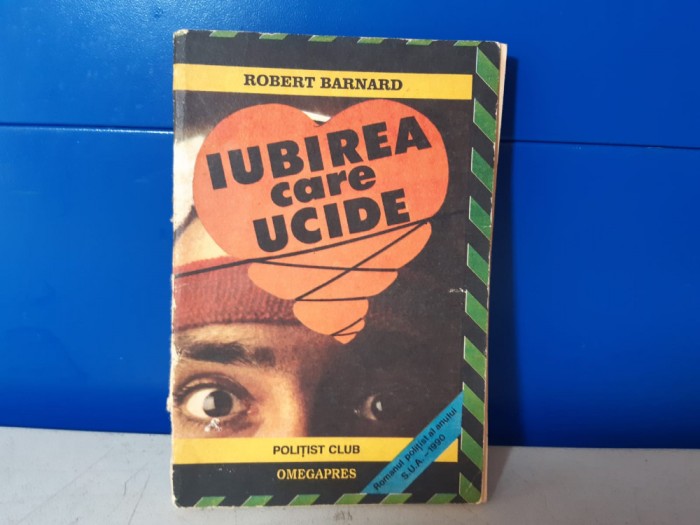 ROBERT BARNARD
IUBIREA
care
UCIDE
POLIȚIST CLUB
OMEGAPRES
Romanul polițist al anului
S.U.A. - 1990